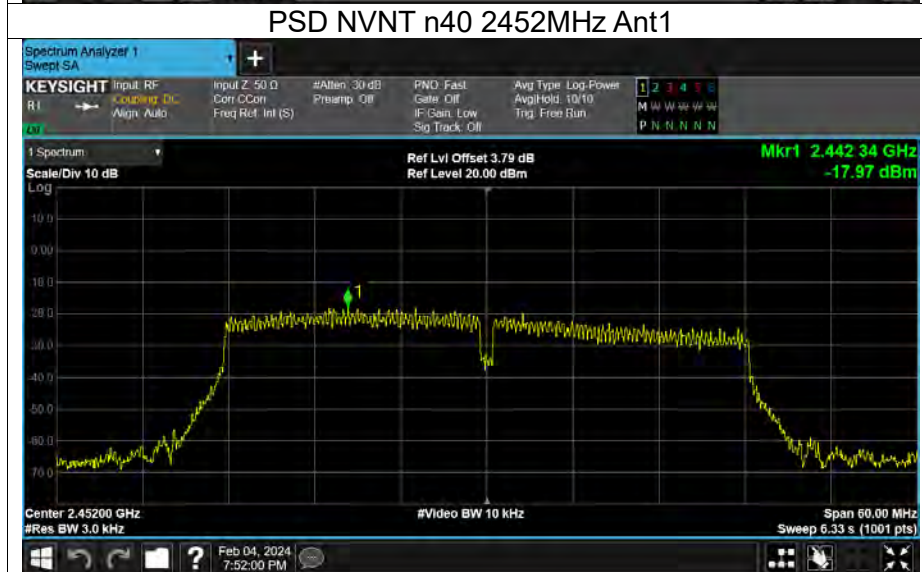 PSD NVNT n40 2452MHz Ant1
Spectrum Analyzer 1
Swept SA
+
KEYSIGHT Input: RF Input Z: 50 Ω #Atten: 30 dB PNO: Fast Avg Type: Log-Power 1 2 3 4 5 6
Coupling: DC Corr CCorr Preamp: Off Gate: Off Avg|Hold: 10/10 M W W W W W
Align: Auto Freq Ref: Int (S) IF Gain: Low Trig: Free Run
Sig Track: Off P N N N N N
1 Spectrum Ref Lvl Offset 3.79 dB Mkr1 2.442 34 GHz
Scale/Div 10 dB Ref Level 20.00 dBm -17.97 dBm
Log
10.0
0.00
1
-40.0
-50.0
-60.0
-70.0
Center 2.45200 GHz #Video BW 10 kHz Span 60.00 MHz
#Res BW 3.0 kHz Sweep 6.33 s (1001 pts)
? Feb 04, 2024
7:52:00 PM